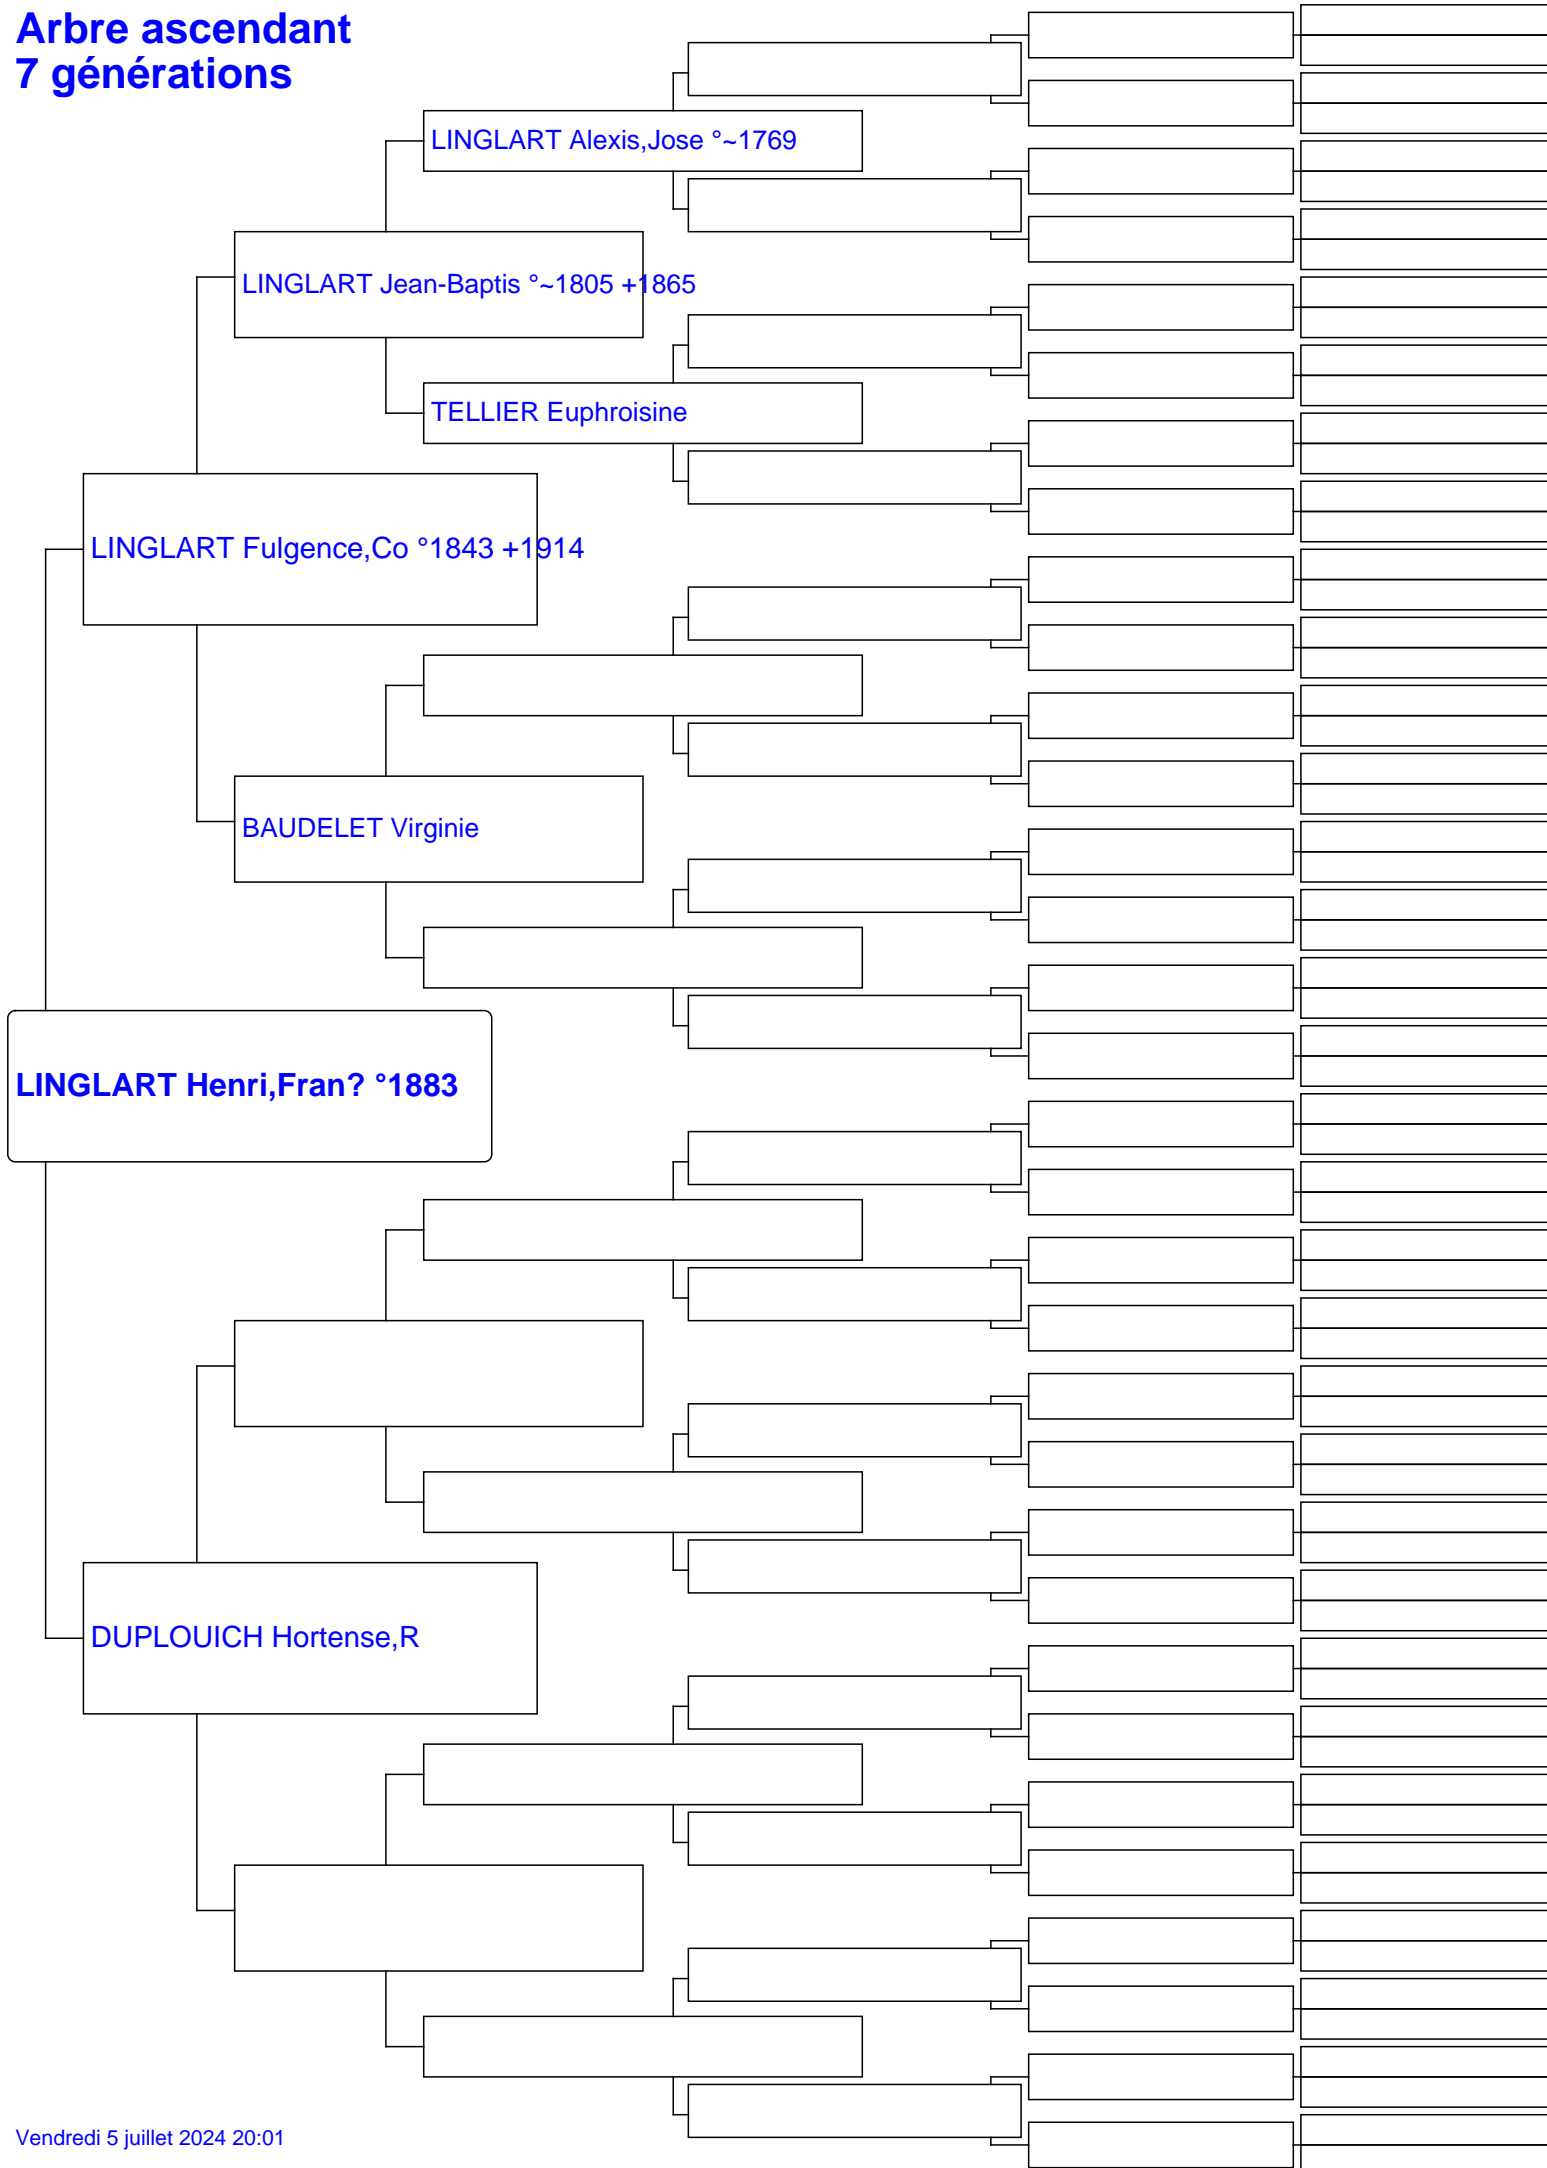 Arbre ascendant
7 générations
LINGLART Alexis,Jose °~1769
LINGLART Jean-Baptis °~1805 +1865
TELLIER Euphroisine
LINGLART Fulgence,Co °1843 +1914
BAUDELET Virginie
LINGLART Henri,Fran? °1883
DUPLOUICH Hortense,R
Vendredi 5 juillet 2024 20:01